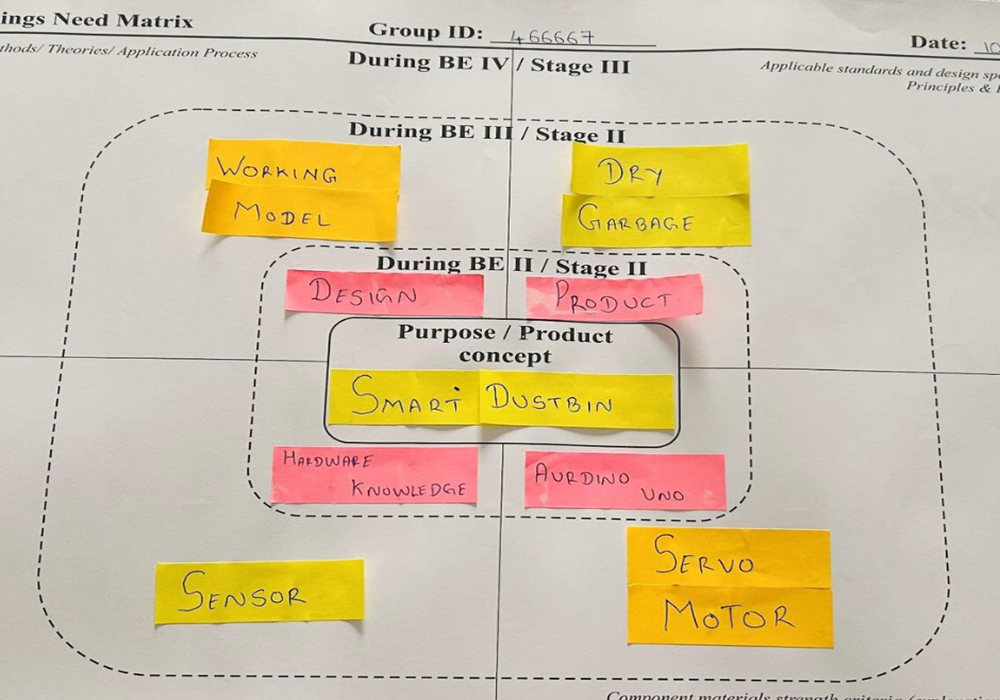 ings Need Matrix
Group ID: 466667
Date: 10
thods/ Theories/ Application Process
During BE IV / Stage III
Applicable standards and design spe
Principles &
During BE III / Stage II
WORKING
MODEL
DRY
GARBAGE
During BE II / Stage II
DESIGN
PRODUCT
Purpose / Product
concept
SMART DUSTBIN
HARDWARE
KNOWLEDGE
AURDINO
UNO
SENSOR
SERVO
MOTOR
Component materials strength criteria